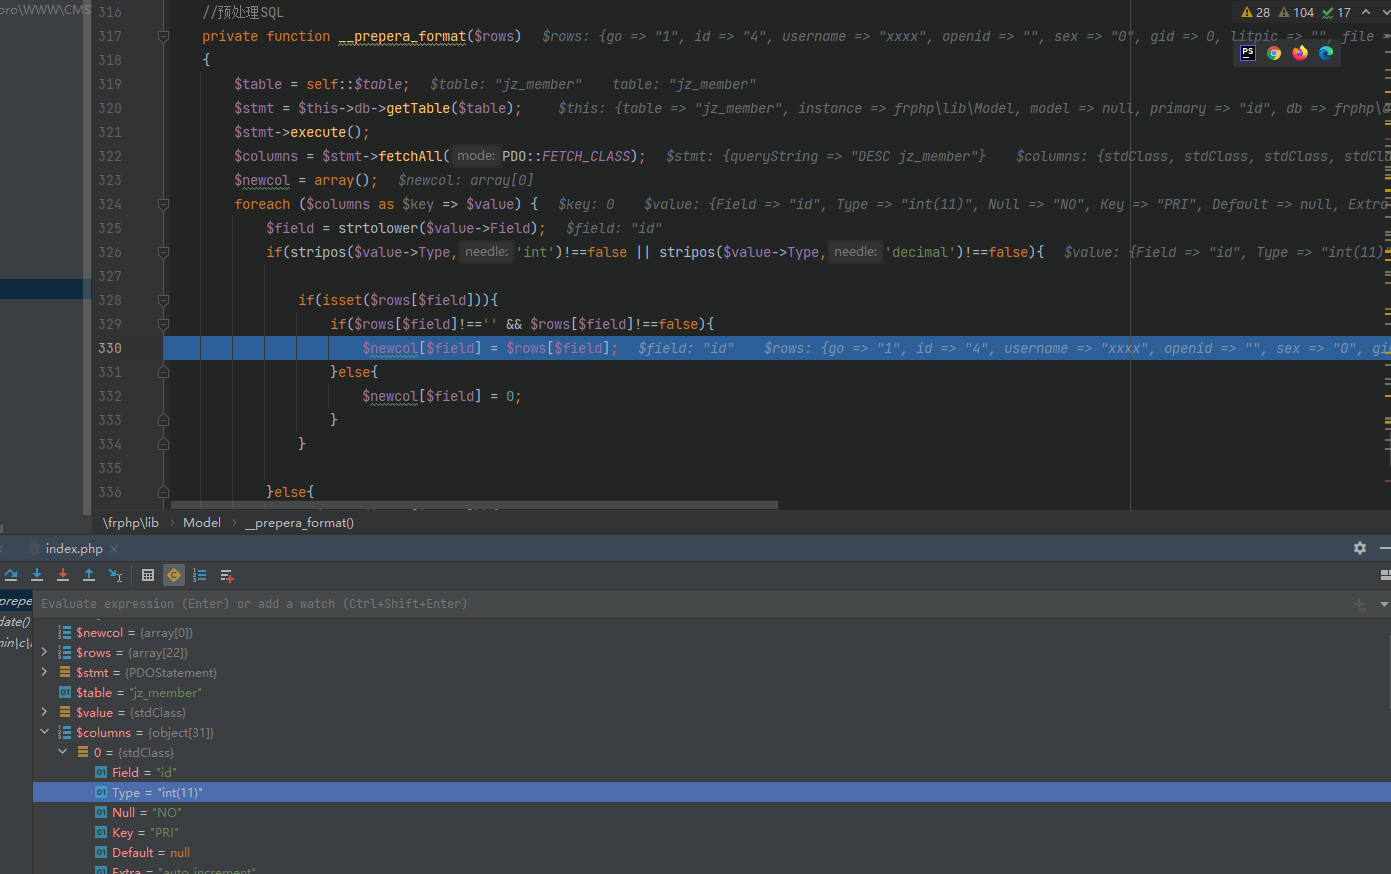 pro\WWW\CMS
28 104 17
316 //预处理SQL
317 private function __prepera_format($rows) $rows: {go => "1", id => "4", username => "xxxx", openid => "", sex => "0", gid => 0, litpic => "", file =
318 {
319 $table = self::$table; $table: "jz_member" table: "jz_member"
320 $stmt = $this->db->getTable($table); $this: {table => "jz_member", instance => frphp\lib\Model, model => null, primary => "id", db => frphp\d
321 $stmt->execute();
322 $columns = $stmt->fetchAll( mode: PDO::FETCH_CLASS); $stmt: {queryString => "DESC jz_member"} $columns: {stdClass, stdClass, stdClass, stdCl
323 $newcol = array(); $newcol: array[0]
324 foreach ($columns as $key => $value) { $key: 0 $value: {Field => "id", Type => "int(11)", Null => "NO", Key => "PRI", Default => null, Extra
325 $field = strtolower($value->Field); $field: "id"
326 if(stripos($value->Type, needle: 'int')!==false || stripos($value->Type, needle: 'decimal')!==false){ $value: {Field => "id", Type => "int(11)
327
328 if(isset($rows[$field])){
329 if($rows[$field]!=='' && $rows[$field]!==false){
330 $newcol[$field] = $rows[$field]; $field: "id" $rows: {go => "1", id => "4", username => "xxxx", openid => "", sex => "0", gi
331 }else{
332 $newcol[$field] = 0;
333 }
334 }
335
336 }else{
\frphp\lib › Model › __prepera_format()
index.php
Evaluate expression (Enter) or add a watch (Ctrl+Shift+Enter)
prepe
date()
min\c\
$newcol = {array[0]}
$rows = {array[22]}
$stmt = {PDOStatement}
$table = "jz_member"
$value = {stdClass}
$columns = {object[31]}
0 = {stdClass}
Field = "id"
Type = "int(11)"
Null = "NO"
Key = "PRI"
Default = null
Extra = "auto_increment"